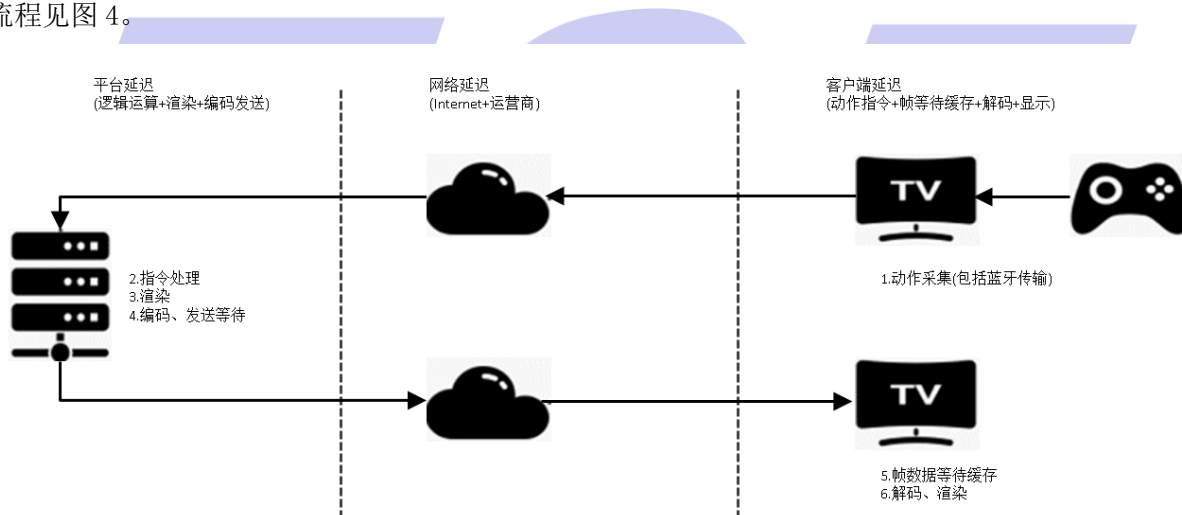 流程见图 4。
平台延迟
(逻辑运算+渲染+编码发送)
网络延迟
(Internet+运营商)
客户端延迟
(动作指令+帧等待缓存+解码+显示)
TV
2.指令处理
3.渲染
4.编码、发送等待
1.动作采集(包括蓝牙传输)
TV
5.帧数据等待缓存
6.解码、渲染